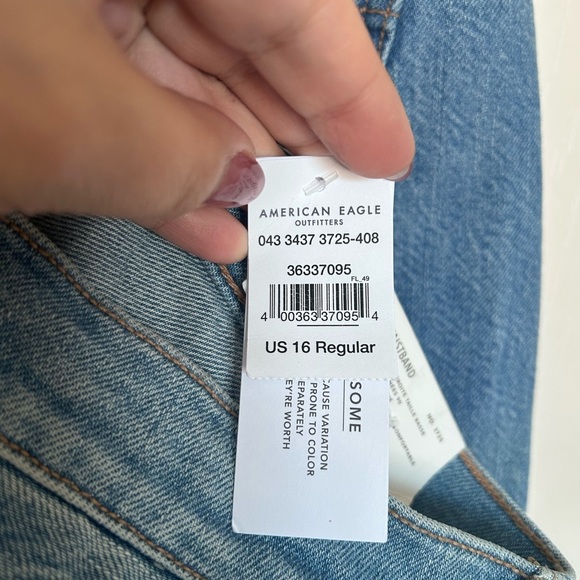 AMERICAN EAGLE
OUTFITTERS
043 3437 3725-408
36337095
FL_49
4 00363 37095 4
US 16 Regular
SOME
CAUSE VARIATION
PRONE TO COLOR
EPARATELY
EY'RE WORTH